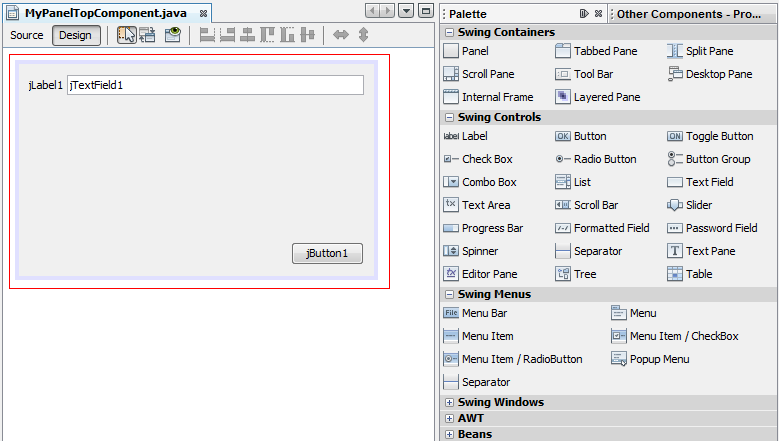 MyPanelTopComponent.java
Source Design
jLabel1 jTextField1
jButton1
Palette Other Components - Pro...
Swing Containers
Panel Tabbed Pane Split Pane
Scroll Pane Tool Bar Desktop Pane
Internal Frame Layered Pane
Swing Controls
label Label OK Button ON Toggle Button
Check Box Radio Button Button Group
Combo Box List Text Field
Text Area Scroll Bar Slider
Progress Bar Formatted Field Password Field
Spinner Separator T Text Pane
Editor Pane Tree Table
Swing Menus
File Menu Bar Menu
Menu Item Menu Item / CheckBox
Menu Item / RadioButton Popup Menu
Separator
Swing Windows
AWT
Beans